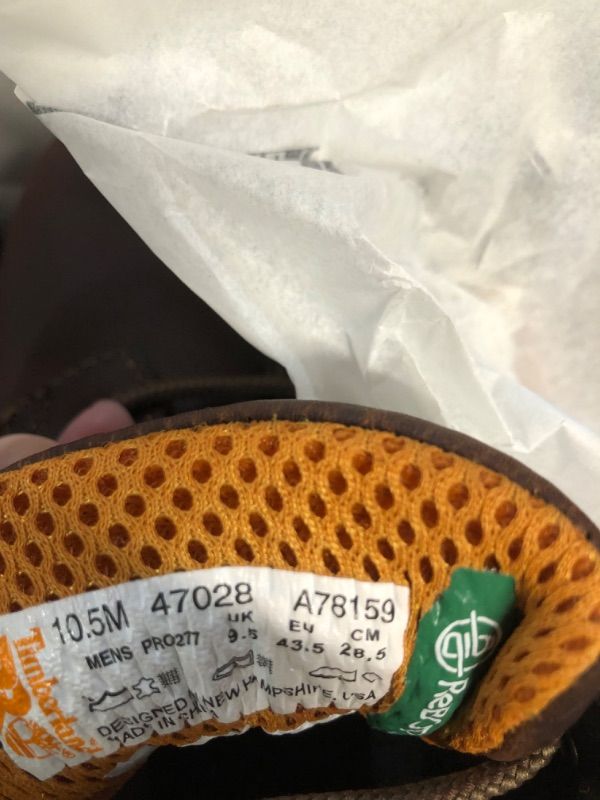 10.5M 47028 A78159
MENS PRO277 UK EU CM
9.5 43.5 28.5
DESIGNED NEW HAMPSHIRE, USA
MADE IN CHINA
Timberland
PRO